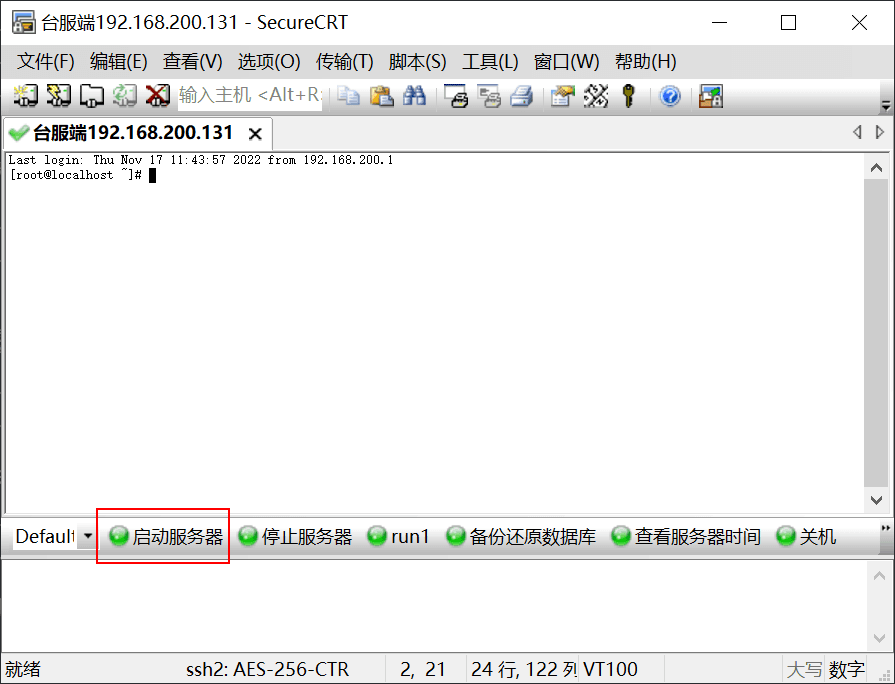 台服端192.168.200.131 - SecureCRT
文件(F) 编辑(E) 查看(V) 选项(O) 传输(T) 脚本(S) 工具(L) 窗口(W) 帮助(H)
输入主机 <Alt+R>
台服端192.168.200.131
Last login: Thu Nov 17 11:43:57 2022 from 192.168.200.1
[root@localhost ~]#
Default 启动服务器 停止服务器 run1 备份还原数据库 查看服务器时间 关机
就绪 ssh2: AES-256-CTR 2, 21 24 行, 122 列 VT100 大写 数字